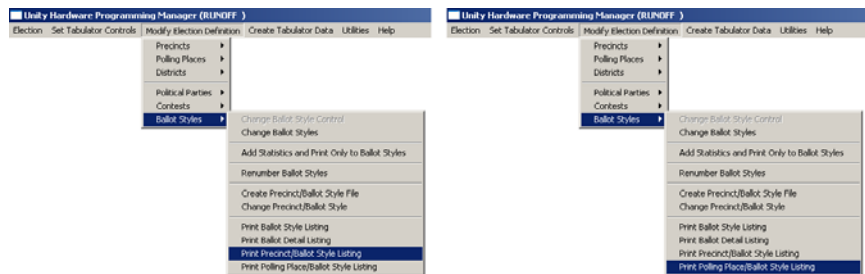 Unity Hardware Programming Manager (RUNOFF )
Election Set Tabulator Controls Modify Election Definition Create Tabulator Data Utilities Help
Precincts
Polling Places
Districts
Political Parties
Contests
Ballot Styles
Change Ballot Style Control
Change Ballot Styles
Add Statistics and Print Only to Ballot Styles
Renumber Ballot Styles
Create Precinct/Ballot Style File
Change Precinct/Ballot Style
Print Ballot Style Listing
Print Ballot Detail Listing
Print Precinct/Ballot Style Listing
Print Polling Place/Ballot Style Listing
Unity Hardware Programming Manager (RUNOFF )
Election Set Tabulator Controls Modify Election Definition Create Tabulator Data Utilities Help
Precincts
Polling Places
Districts
Political Parties
Contests
Ballot Styles
Change Ballot Style Control
Change Ballot Styles
Add Statistics and Print Only to Ballot Styles
Renumber Ballot Styles
Create Precinct/Ballot Style File
Change Precinct/Ballot Style
Print Ballot Style Listing
Print Ballot Detail Listing
Print Precinct/Ballot Style Listing
Print Polling Place/Ballot Style Listing